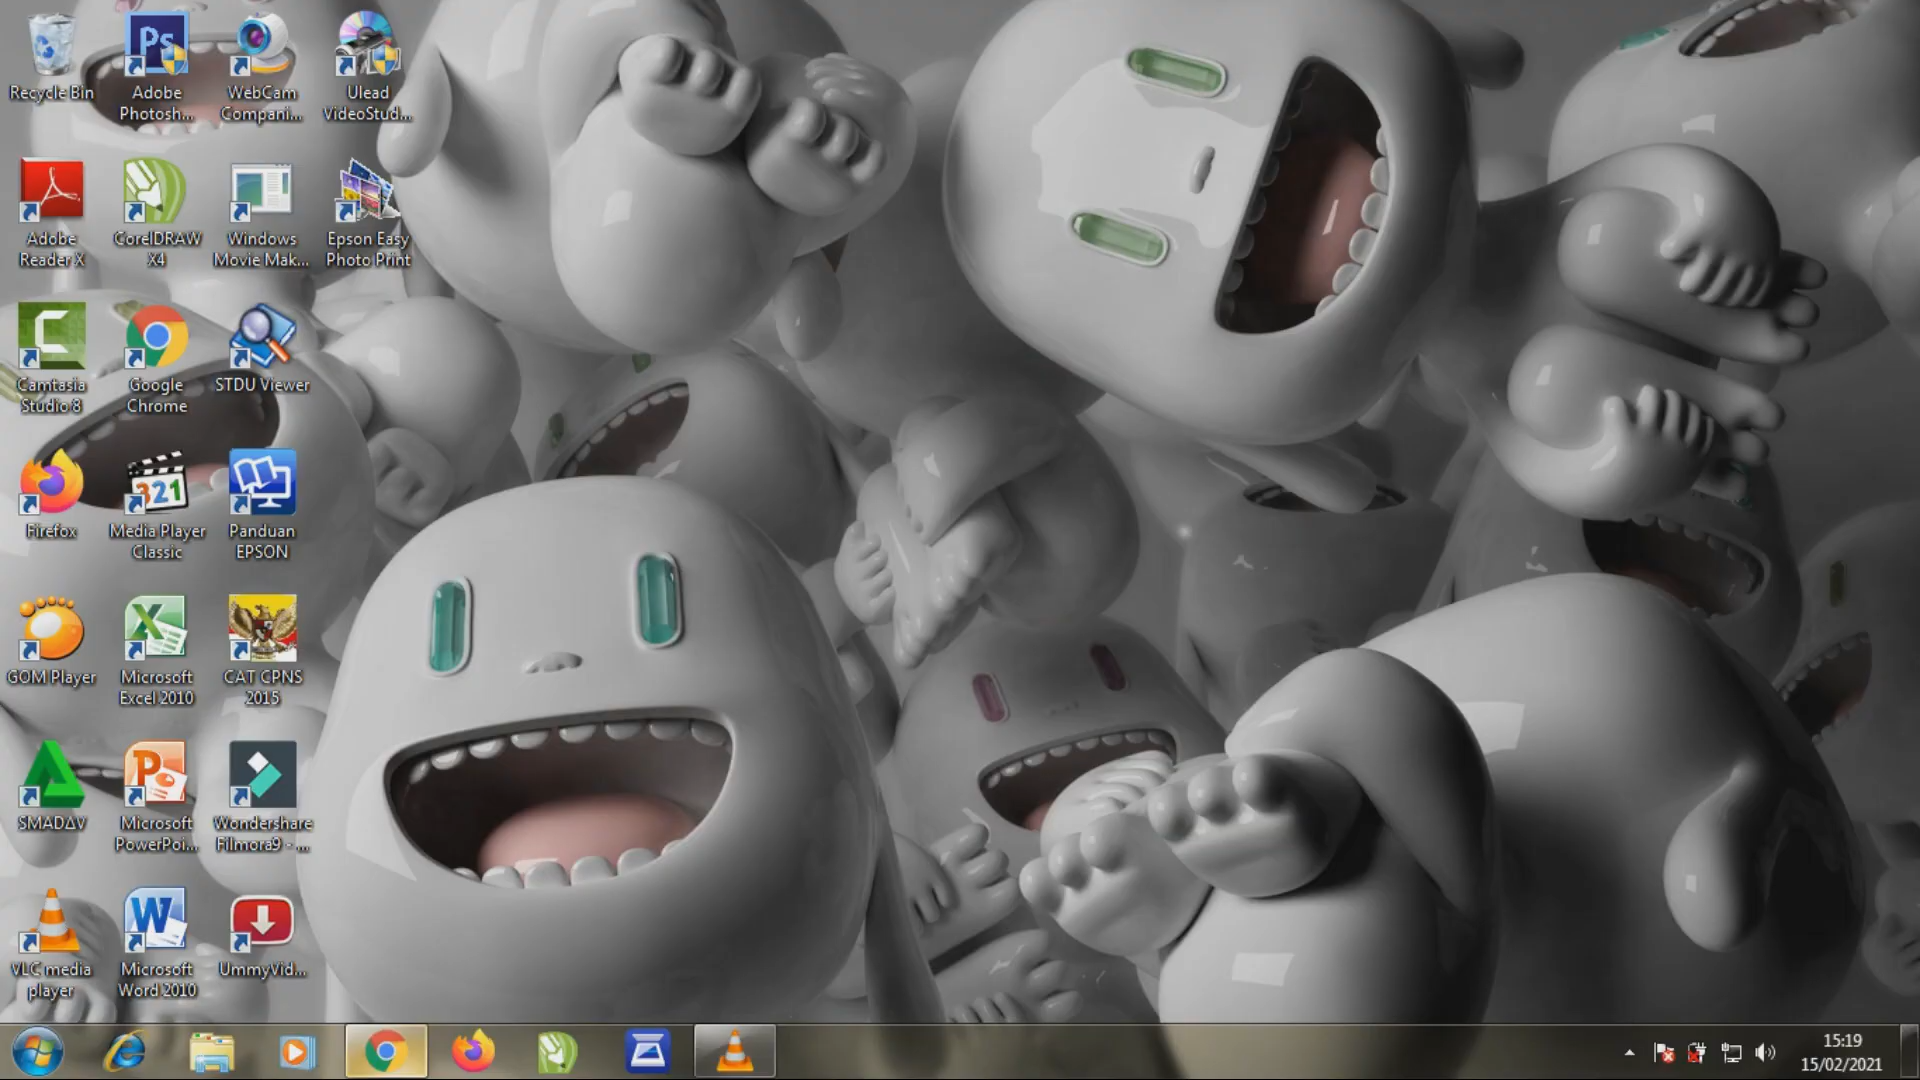 Recycle Bin
Adobe
Photosh...
WebCam
Compani...
Ulead
VideoStud...
Adobe
Reader X
CorelDRAW
X4
Windows
Movie Mak...
Epson Easy
Photo Print
Camtasia
Studio 8
Google
Chrome
STDU Viewer
Firefox
Media Player
Classic
Panduan
EPSON
GOM Player
Microsoft
Excel 2010
CAT CPNS
2015
SMADΔV
Microsoft
PowerPoi...
Wondershare
Filmora9 - ...
VLC media
player
Microsoft
Word 2010
UmmyVid...
15:19
15/02/2021